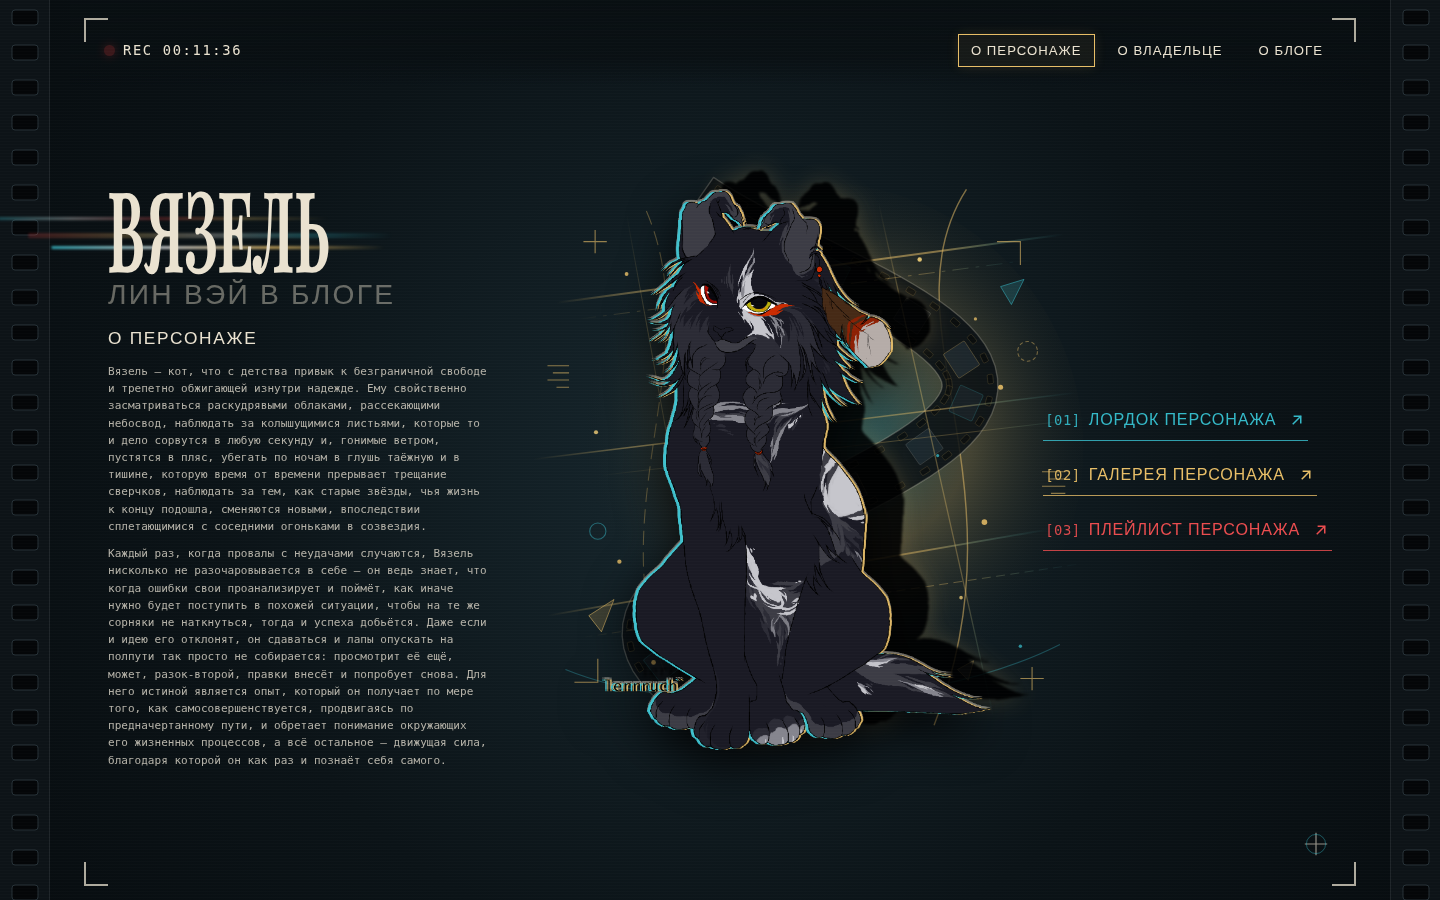 REC 00:11:36
О ПЕРСОНАЖЕ
О ВЛАДЕЛЬЦЕ
О БЛОГЕ
ВЯЗЕЛЬ
ЛИН ВЭЙ В БЛОГЕ
О ПЕРСОНАЖЕ
Вязель — кот, что с детства привык к безграничной свободе
и трепетно обжигающей изнутри надежде. Ему свойственно
засматриваться раскудрявыми облаками, рассекающими
небосвод, наблюдать за колышущимися листьями, которые то
и дело сорвутся в любую секунду и, гонимые ветром,
пустятся в пляс, убегать по ночам в глушь таёжную и в
тишине, которую время от времени прерывает трещание
сверчков, наблюдать за тем, как старые звёзды, чья жизнь
к концу подошла, сменяются новыми, впоследствии
сплетающимися с соседними огоньками в созвездия.
Каждый раз, когда провалы с неудачами случаются, Вязель
нисколько не разочаровывается в себе — он ведь знает, что
когда ошибки свои проанализирует и поймёт, как иначе
нужно будет поступить в похожей ситуации, чтобы на те же
сорняки не наткнуться, тогда и успеха добьётся. Даже если
и идею его отклонят, он сдаваться и лапы опускать на
полпути так просто не собирается: просмотрит её ещё,
может, разок-второй, правки внесёт и попробует снова. Для
него истиной является опыт, который он получает по мере
того, как самосовершенствуется, продвигаясь по
предначертанному пути, и обретает понимание окружающих
его жизненных процессов, а всё остальное — движущая сила,
благодаря которой он как раз и познаёт себя самого.
[01] ЛОРДОК ПЕРСОНАЖА
[02] ГАЛЕРЕЯ ПЕРСОНАЖА
[03] ПЛЕЙЛИСТ ПЕРСОНАЖА